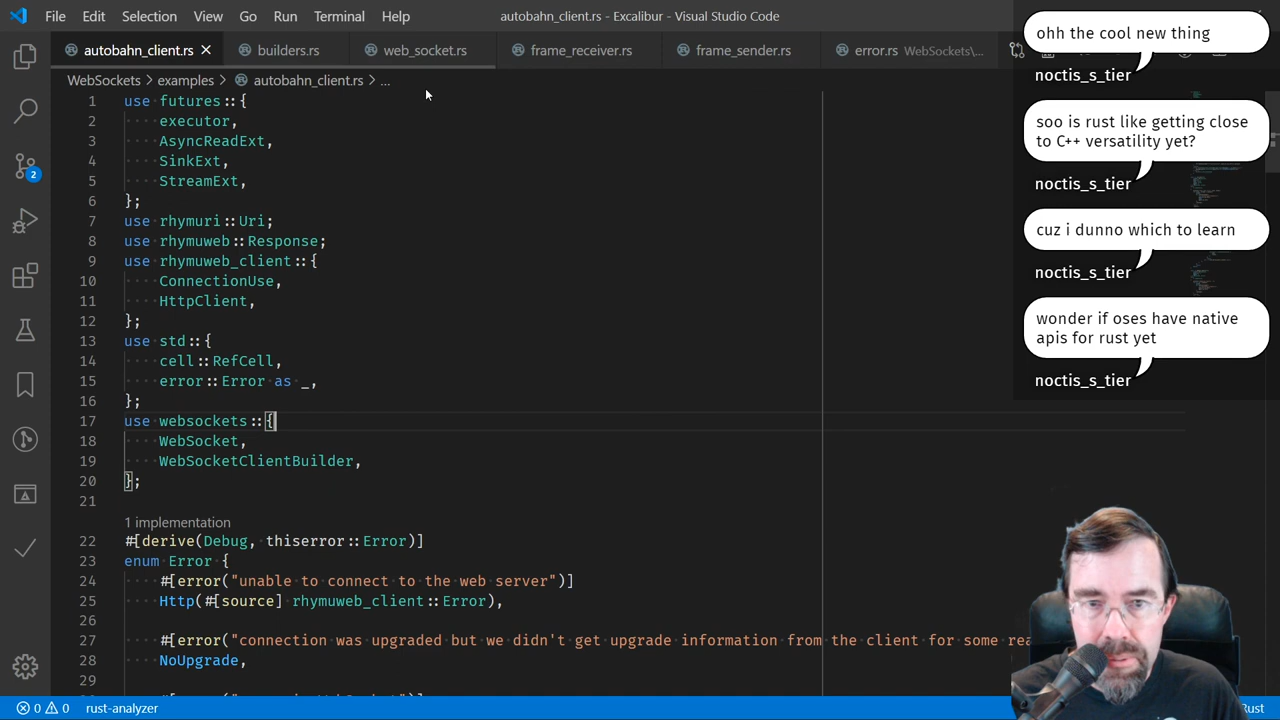 File Edit Selection View Go Run Terminal Help
autobahn_client.rs - Excalibur - Visual Studio Code
autobahn_client.rs builders.rs web_socket.rs frame_receiver.rs frame_sender.rs error.rs WebSockets\...
WebSockets > examples > autobahn_client.rs > ...
1 use futures::{
2 executor,
3 AsyncReadExt,
4 SinkExt,
5 StreamExt,
6 };
7 use rhymuri::Uri;
8 use rhymuweb::Response;
9 use rhymuweb_client::{
10 ConnectionUse,
11 HttpClient,
12 };
13 use std::{
14 cell::RefCell,
15 error::Error as _,
16 };
17 use websockets::{
18 WebSocket,
19 WebSocketClientBuilder,
20 };
21
1 implementation
22 #[derive(Debug, thiserror::Error)]
23 enum Error {
24 #[error("unable to connect to the web server")]
25 Http(#[source] rhymuweb_client::Error),
26
27 #[error("connection was upgraded but we didn't get upgrade information from the client for some rea
28 NoUpgrade,
2
0 0 rust-analyzer
Rust
ohh the cool new thing
noctis_s_tier
soo is rust like getting close
to C++ versatility yet?
noctis_s_tier
cuz i dunno which to learn
noctis_s_tier
wonder if oses have native
apis for rust yet
noctis_s_tier